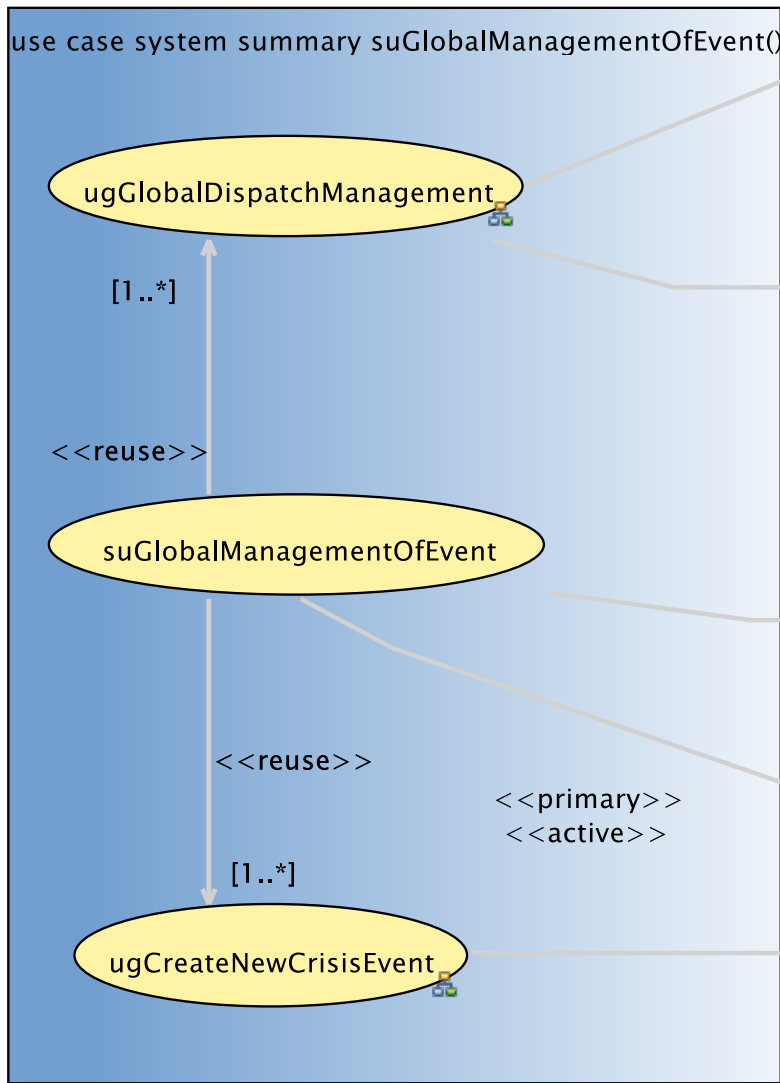 use case system summary suGlobalManagementOfEvent()
ugGlobalDispatchManagement
[1..*]
<<reuse>>
suGlobalManagementOfEvent
<<reuse>>
<<primary>>
<<active>>
[1..*]
ugCreateNewCrisisEvent